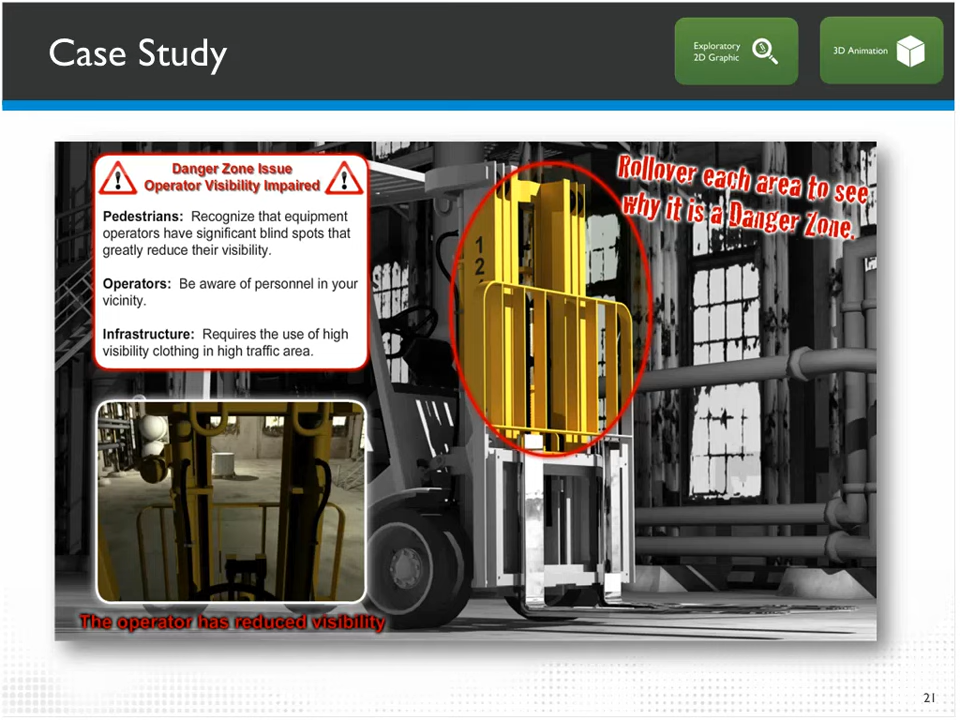 Case Study
Exploratory
2D Graphic
3D Animation
Danger Zone Issue
Operator Visibility Impaired
Pedestrians: Recognize that equipment
operators have significant blind spots that
greatly reduce their visibility.
Operators: Be aware of personnel in your
vicinity.
Infrastructure: Requires the use of high
visibility clothing in high traffic area.
Rollover each area to see
why it is a Danger Zone.
1
2
The operator has reduced visibility
21